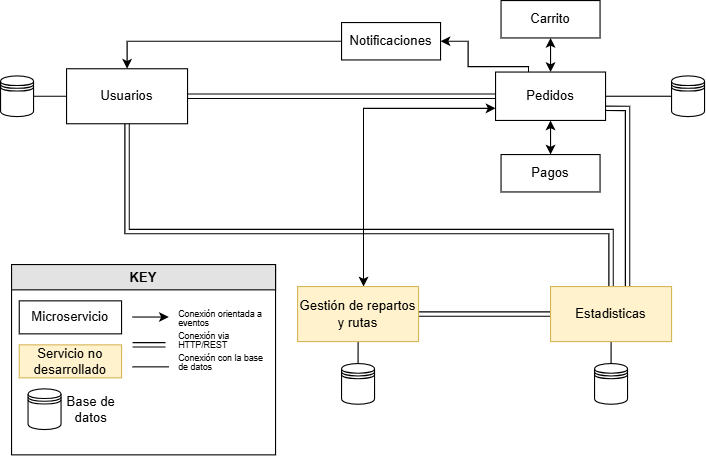 Carrito
Notificaciones
Usuarios
Pedidos
Pagos
Gestión de repartos
y rutas
Estadisticas
KEY
Microservicio
Conexión orientada a
eventos
Conexión via
HTTP/REST
Servicio no
desarrollado
Conexión con la base
de datos
Base de
datos